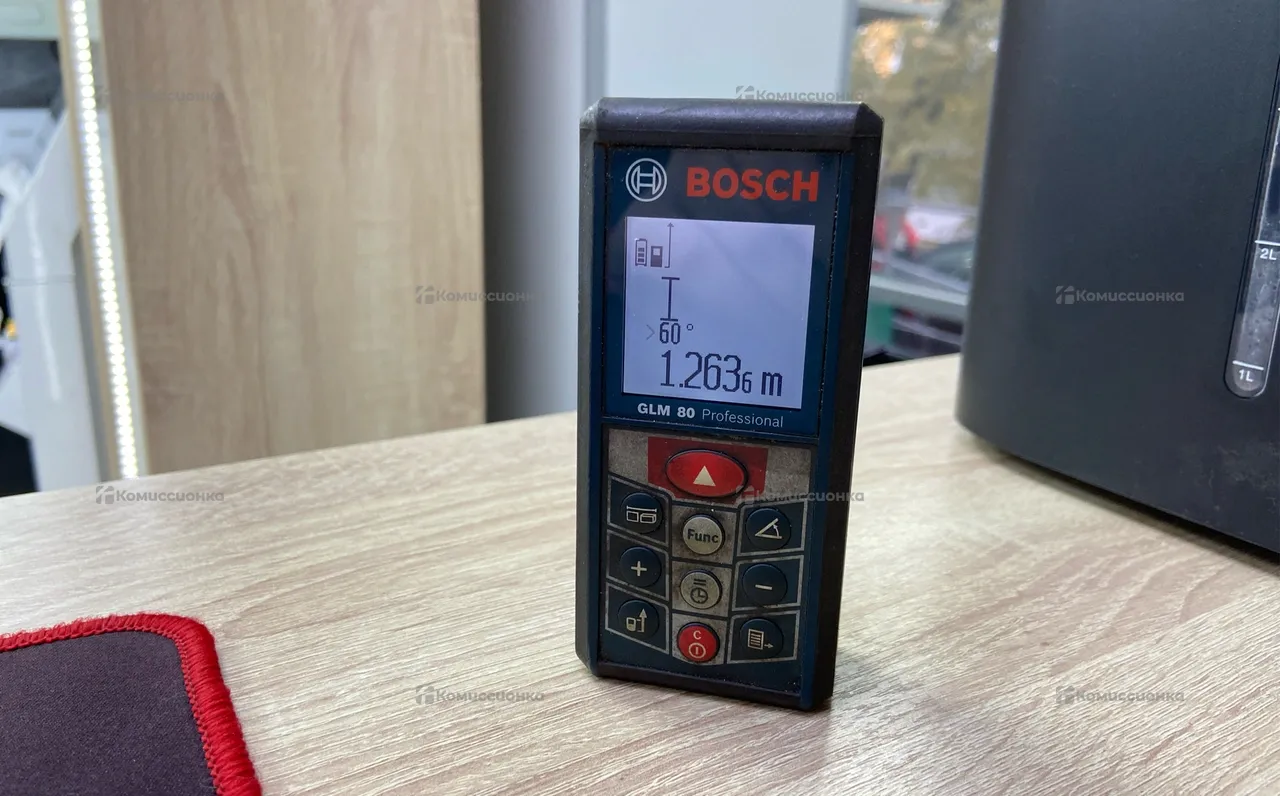 Комиссионка
Комиссионка
BOSCH
>60°
1.2636 m
GLM 80 Professional
Func
+
−
C
2L
1L
Комиссионка
Комиссионка
Комиссионка
Комиссионка
Комиссионка
Комиссионка